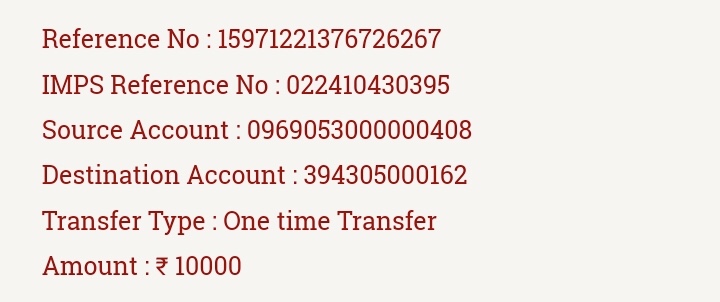 Reference No : 15971221376726267
IMPS Reference No : 022410430395
Source Account : 0969053000000408
Destination Account : 394305000162
Transfer Type : One time Transfer
Amount : ₹ 10000